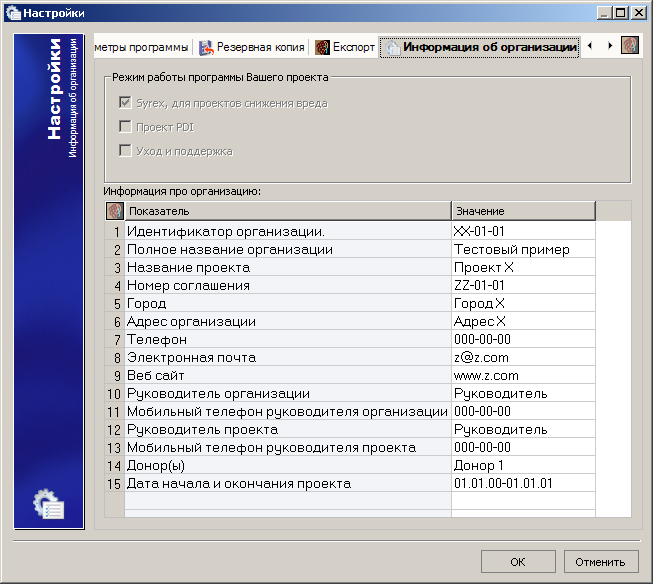 Настройки
метры программы
Резервная копия
Експорт
Информация об организации
Настройки
Информация об организации
Режим работы программы Вашего проекта
Syrex, для проектов снижения вреда
Проект PDI
Уход и поддержка
Информация про организацию:
Показатель Значение
1 Идентификатор организации. XX-01-01
2 Полное название организации Тестовый пример
3 Название проекта Проект X
4 Номер соглашения ZZ-01-01
5 Город Город X
6 Адрес организации Адрес X
7 Телефон 000-00-00
8 Электронная почта z@z.com
9 Веб сайт www.z.com
10 Руководитель организации Руководитель
11 Мобильный телефон руководителя организации 000-00-00
12 Руководитель проекта Руководитель
13 Мобильный телефон руководителя проекта 000-00-00
14 Донор(ы) Донор 1
15 Дата начала и окончания проекта 01.01.00-01.01.01
OK Отменить